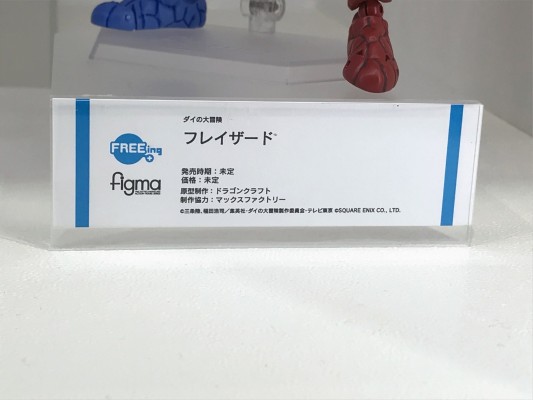 ダイの大冒険
フレイザード™
FREEing
figma
発売時期：未定
価格：未定
原型制作：ドラゴンクラフト
制作協力：マックスファクトリー
©三条陸、稲田浩司／集英社・ダイの大冒険製作委員会・テレビ東京 ©SQUARE ENIX CO., LTD.